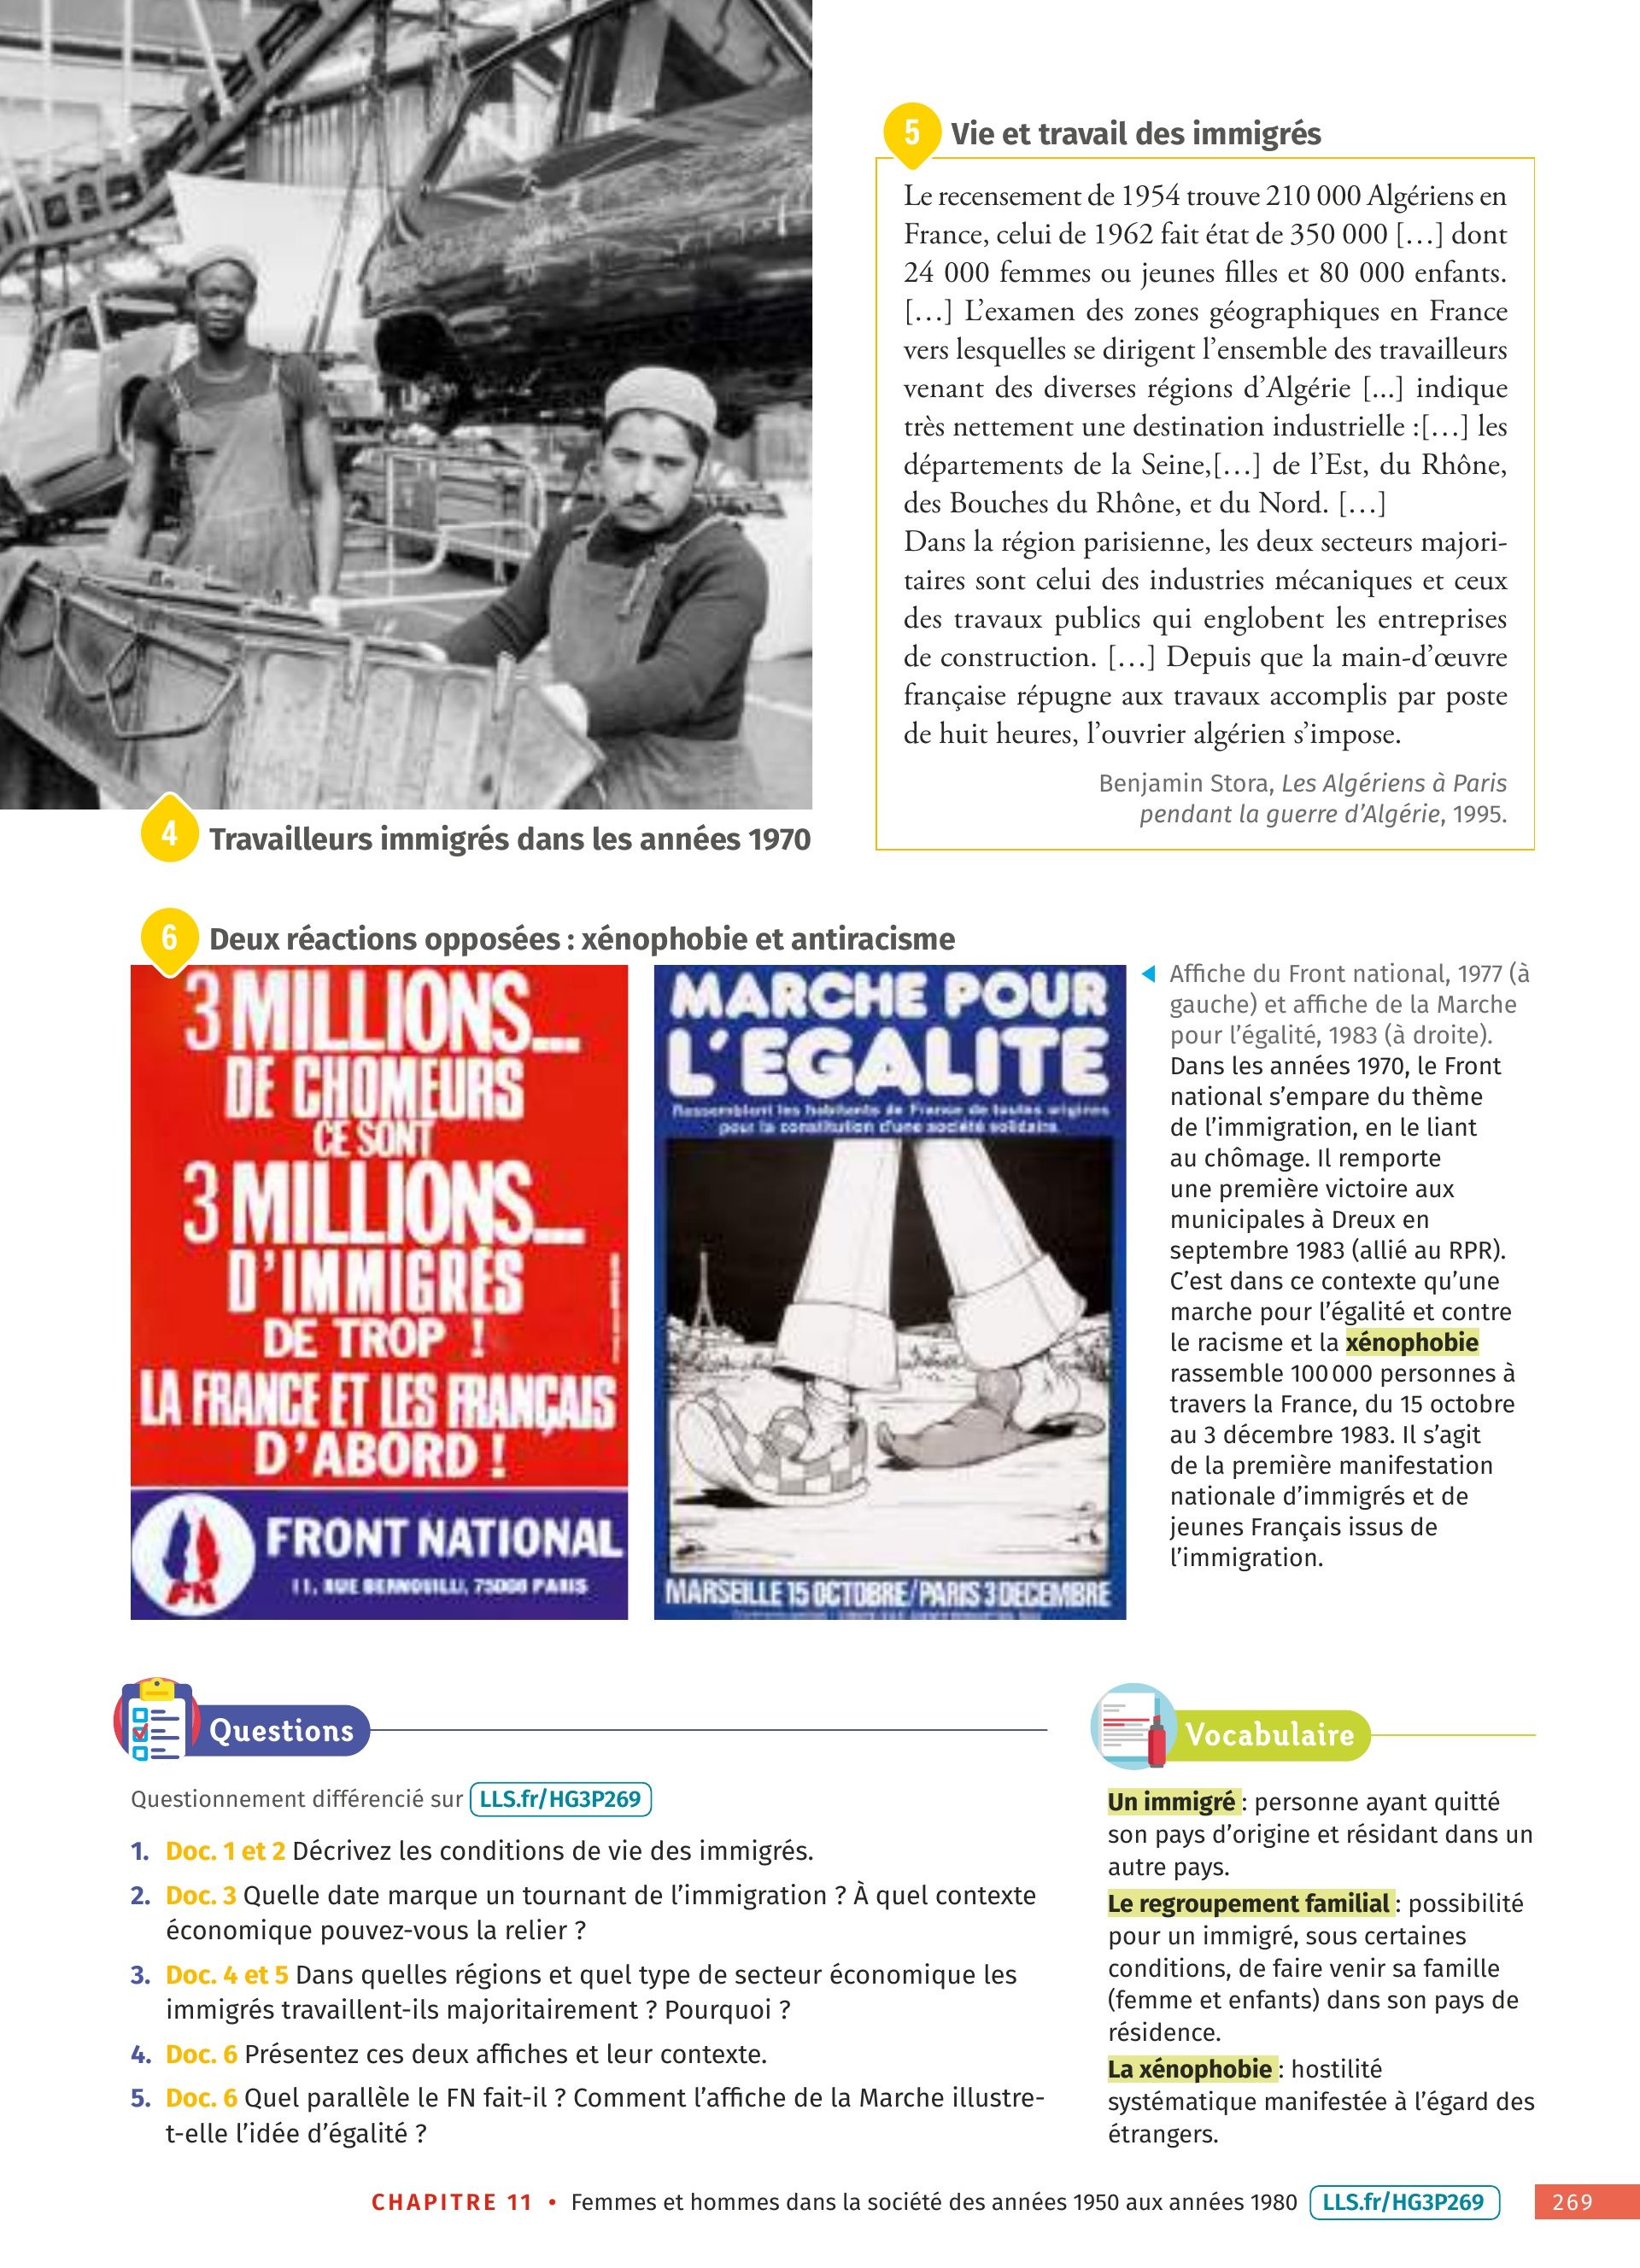 5 Vie et travail des immigrés
Le recensement de 1954 trouve 210 000 Algériens en
France, celui de 1962 fait état de 350 000 […] dont
24 000 femmes ou jeunes filles et 80 000 enfants.
[…] L’examen des zones géographiques en France
vers lesquelles se dirigent l’ensemble des travailleurs
venant des diverses régions d’Algérie [...] indique
très nettement une destination industrielle :[…] les
départements de la Seine,[…] de l’Est, du Rhône,
des Bouches du Rhône, et du Nord. […]
Dans la région parisienne, les deux secteurs majori-
taires sont celui des industries mécaniques et ceux
des travaux publics qui englobent les entreprises
de construction. […] Depuis que la main-d’œuvre
française répugne aux travaux accomplis par poste
de huit heures, l’ouvrier algérien s’impose.
Benjamin Stora, Les Algériens à Paris
pendant la guerre d’Algérie, 1995.
4 Travailleurs immigrés dans les années 1970
6 Deux réactions opposées : xénophobie et antiracisme
3 MILLIONS...
DE CHOMEURS
CE SONT
3 MILLIONS...
D'IMMIGRÉS
DE TROP !
LA FRANCE ET LES FRANÇAIS
D'ABORD !
FN
FRONT NATIONAL
11, RUE BERNOUILLI, 75008 PARIS
MARCHE POUR
L'EGALITE
Rassemblant les habitants de France de toutes origines
pour la constitution d'une société solidaire
MARSEILLE 15 OCTOBRE/PARIS 3 DECEMBRE
Affiche du Front national, 1977 (à
gauche) et affiche de la Marche
pour l’égalité, 1983 (à droite).
Dans les années 1970, le Front
national s’empare du thème
de l’immigration, en le liant
au chômage. Il remporte
une première victoire aux
municipales à Dreux en
septembre 1983 (allié au RPR).
C’est dans ce contexte qu’une
marche pour l’égalité et contre
le racisme et la xénophobie
rassemble 100 000 personnes à
travers la France, du 15 octobre
au 3 décembre 1983. Il s’agit
de la première manifestation
nationale d’immigrés et de
jeunes Français issus de
l’immigration.
Questions
Questionnement différencié sur LLS.fr/HG3P269
1. Doc. 1 et 2 Décrivez les conditions de vie des immigrés.
2. Doc. 3 Quelle date marque un tournant de l’immigration ? À quel contexte
économique pouvez-vous la relier ?
3. Doc. 4 et 5 Dans quelles régions et quel type de secteur économique les
immigrés travaillent-ils majoritairement ? Pourquoi ?
4. Doc. 6 Présentez ces deux affiches et leur contexte.
5. Doc. 6 Quel parallèle le FN fait-il ? Comment l’affiche de la Marche illustre-
t-elle l’idée d’égalité ?
Vocabulaire
Un immigré : personne ayant quitté
son pays d’origine et résidant dans un
autre pays.
Le regroupement familial : possibilité
pour un immigré, sous certaines
conditions, de faire venir sa famille
(femme et enfants) dans son pays de
résidence.
La xénophobie : hostilité
systématique manifestée à l’égard des
étrangers.
CHAPITRE 11 • Femmes et hommes dans la société des années 1950 aux années 1980 LLS.fr/HG3P269 269